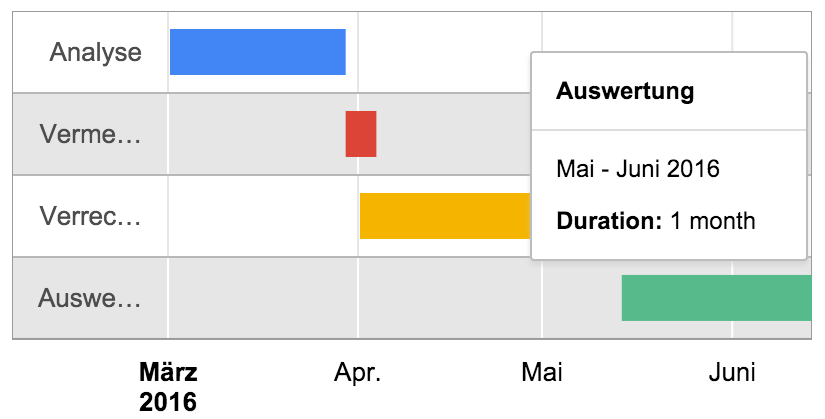 Analyse
Verme…
Verrec…
Auswe…
Auswertung
Mai - Juni 2016
Duration: 1 month
März
2016
Apr.
Mai
Juni